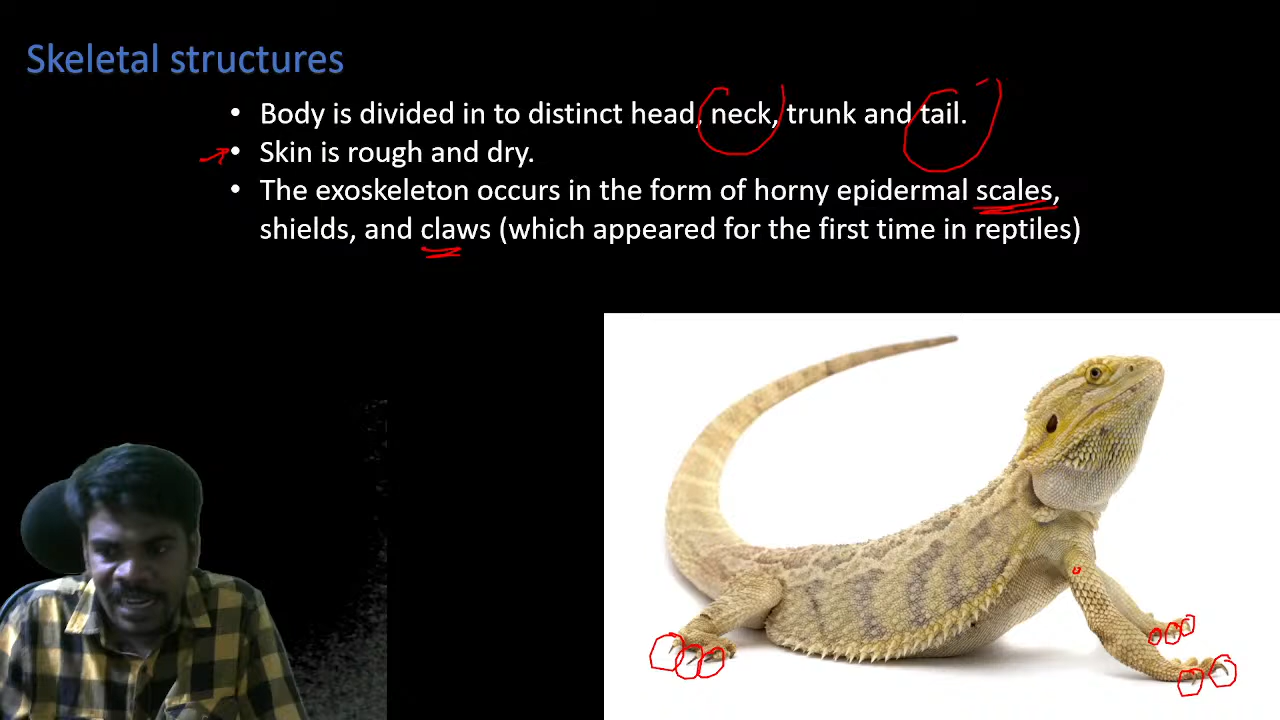 Skeletal structures
• Body is divided in to distinct head, neck, trunk and tail.
• Skin is rough and dry.
• The exoskeleton occurs in the form of horny epidermal scales,
shields, and claws (which appeared for the first time in reptiles)